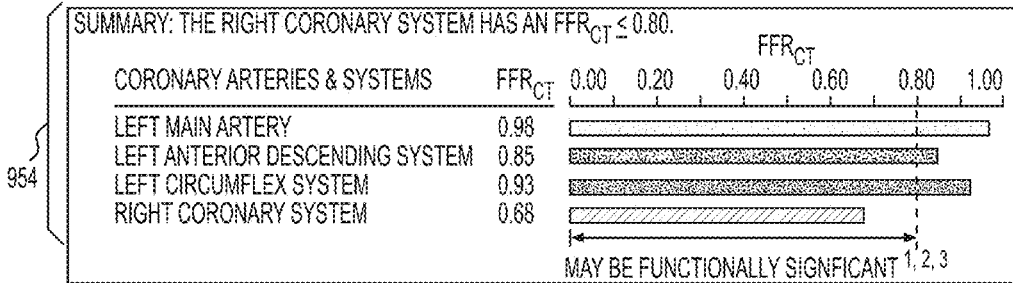 SUMMARY: THE RIGHT CORONARY SYSTEM HAS AN FFRCT ≤ 0.80.
FFRCT
CORONARY ARTERIES & SYSTEMS FFRCT 0.00 0.20 0.40 0.60 0.80 1.00
LEFT MAIN ARTERY 0.98
LEFT ANTERIOR DESCENDING SYSTEM 0.85
LEFT CIRCUMFLEX SYSTEM 0.93
RIGHT CORONARY SYSTEM 0.68
954
MAY BE FUNCTIONALLY SIGNFICANT 1, 2, 3